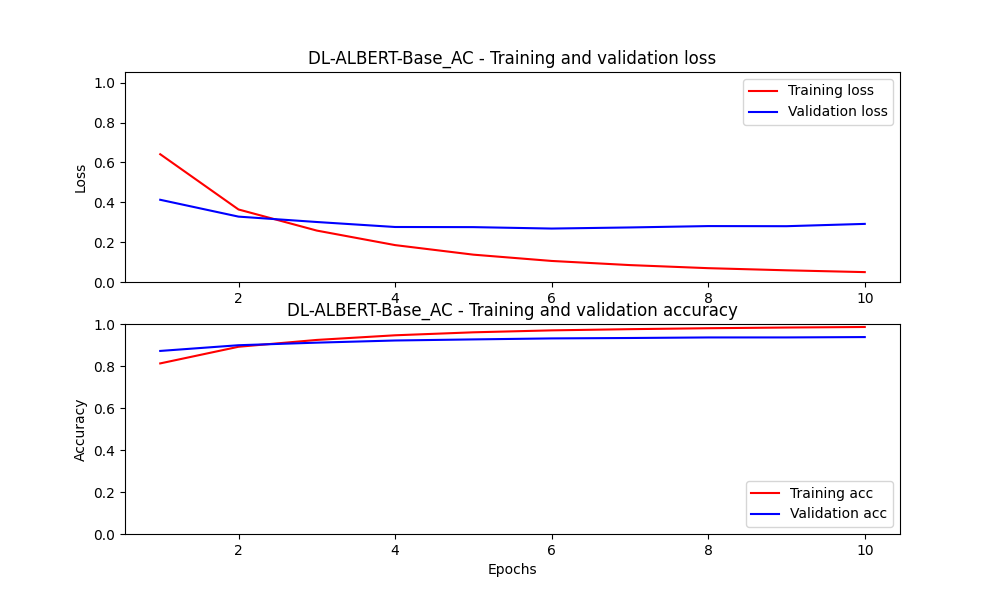 DL-ALBERT-Base_AC - Training and validation loss
1.0
0.8
0.6
0.4
0.2
0.0
Loss
Training loss
Validation loss
2 4 6 8 10
DL-ALBERT-Base_AC - Training and validation accuracy
1.0
0.8
0.6
0.4
0.2
0.0
Accuracy
Training acc
Validation acc
2 4 6 8 10
Epochs